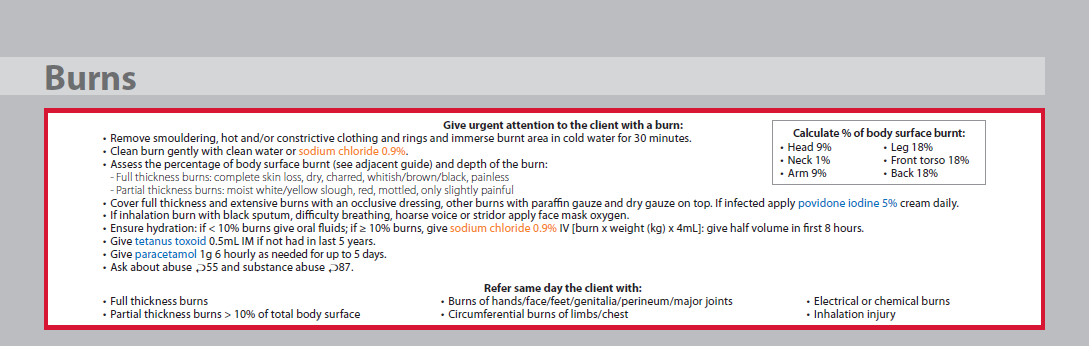 Burns
Give urgent attention to the client with a burn:
• Remove smouldering, hot and/or constrictive clothing and rings and immerse burnt area in cold water for 30 minutes.
• Clean burn gently with clean water or sodium chloride 0.9%.
• Assess the percentage of body surface burnt (see adjacent guide) and depth of the burn:
- Full thickness burns: complete skin loss, dry, charred, whitish/brown/black, painless
- Partial thickness burns: moist white/yellow slough, red, mottled, only slightly painful
• Cover full thickness and extensive burns with an occlusive dressing, other burns with paraffin gauze and dry gauze on top. If infected apply povidone iodine 5% cream daily.
• If inhalation burn with black sputum, difficulty breathing, hoarse voice or stridor apply face mask oxygen.
• Ensure hydration: if < 10% burns give oral fluids; if ≥ 10% burns, give sodium chloride 0.9% IV [burn x weight (kg) x 4mL]: give half volume in first 8 hours.
• Give tetanus toxoid 0.5mL IM if not had in last 5 years.
• Give paracetamol 1g 6 hourly as needed for up to 5 days.
• Ask about abuse ⮌55 and substance abuse ⮌87.
Calculate % of body surface burnt:
• Head 9%
• Neck 1%
• Arm 9%
• Leg 18%
• Front torso 18%
• Back 18%
Refer same day the client with:
• Full thickness burns
• Partial thickness burns > 10% of total body surface
• Burns of hands/face/feet/genitalia/perineum/major joints
• Circumferential burns of limbs/chest
• Electrical or chemical burns
• Inhalation injury